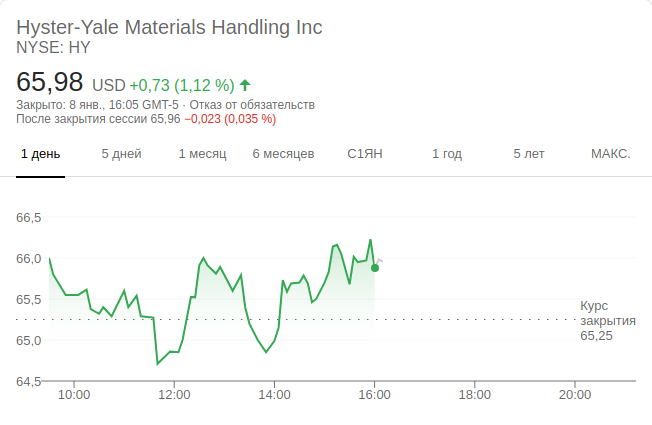 Hyster-Yale Materials Handling Inc
NYSE: HY
65,98 USD +0,73 (1,12 %)
Закрыто: 8 янв., 16:05 GMT-5 · Отказ от обязательств
После закрытия сессии 65,96 −0,023 (0,035 %)
1 день 5 дней 1 месяц 6 месяцев С1ЯН 1 год 5 лет МАКС.
66,5
66,0
65,5
65,0
64,5
Курс
закрытия
65,25
10:00 12:00 14:00 16:00 18:00 20:00